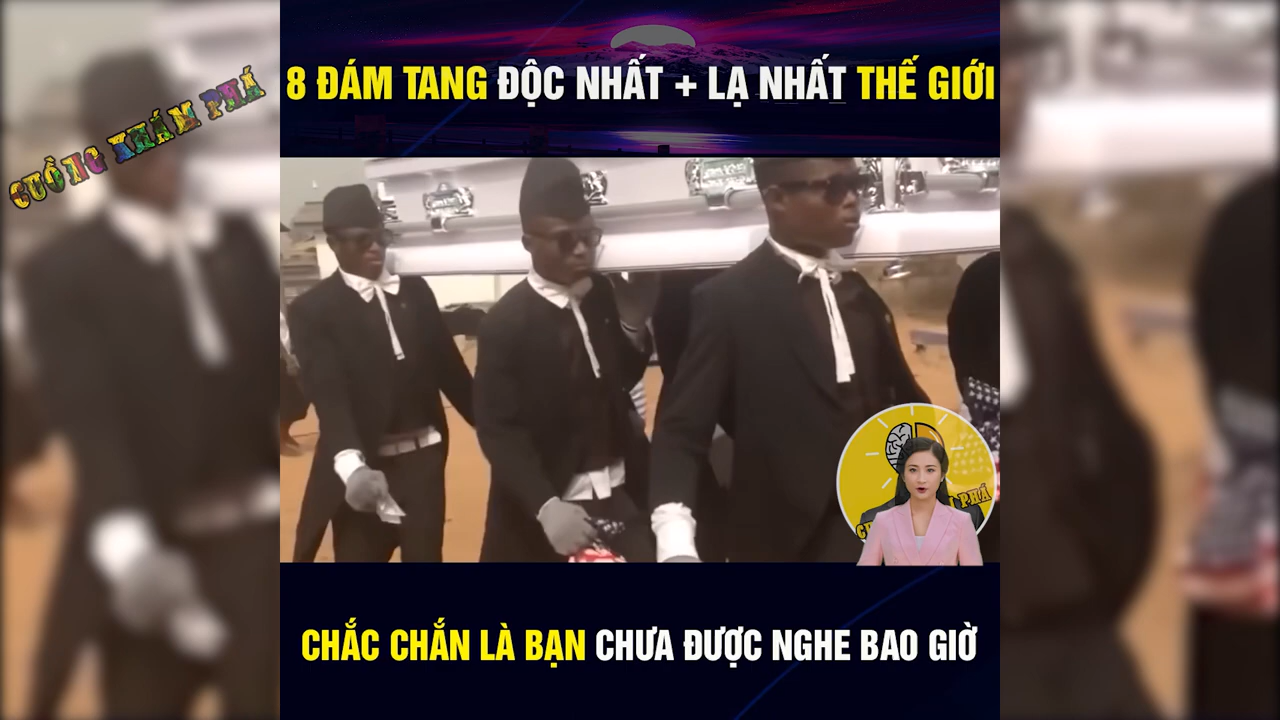 8 ĐÁM TANG ĐỘC NHẤT + LẠ NHẤT THẾ GIỚI
CUỒNG KHÁM PHÁ
CHẮC CHẮN LÀ BẠN CHƯA ĐƯỢC NGHE BAO GIỜ